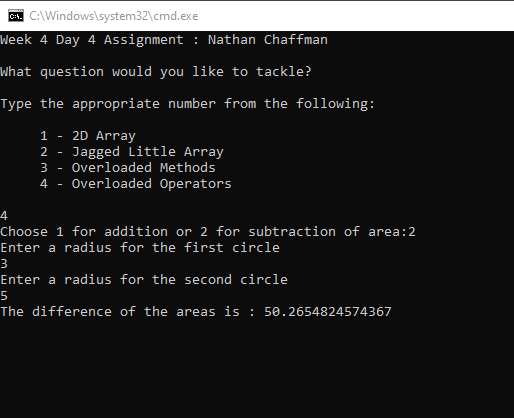 C:\Windows\system32\cmd.exe
Week 4 Day 4 Assignment : Nathan Chaffman
What question would you like to tackle?
Type the appropriate number from the following:
1 - 2D Array
2 - Jagged Little Array
3 - Overloaded Methods
4 - Overloaded Operators
4
Choose 1 for addition or 2 for subtraction of area:2
Enter a radius for the first circle
3
Enter a radius for the second circle
5
The difference of the areas is : 50.2654824574367